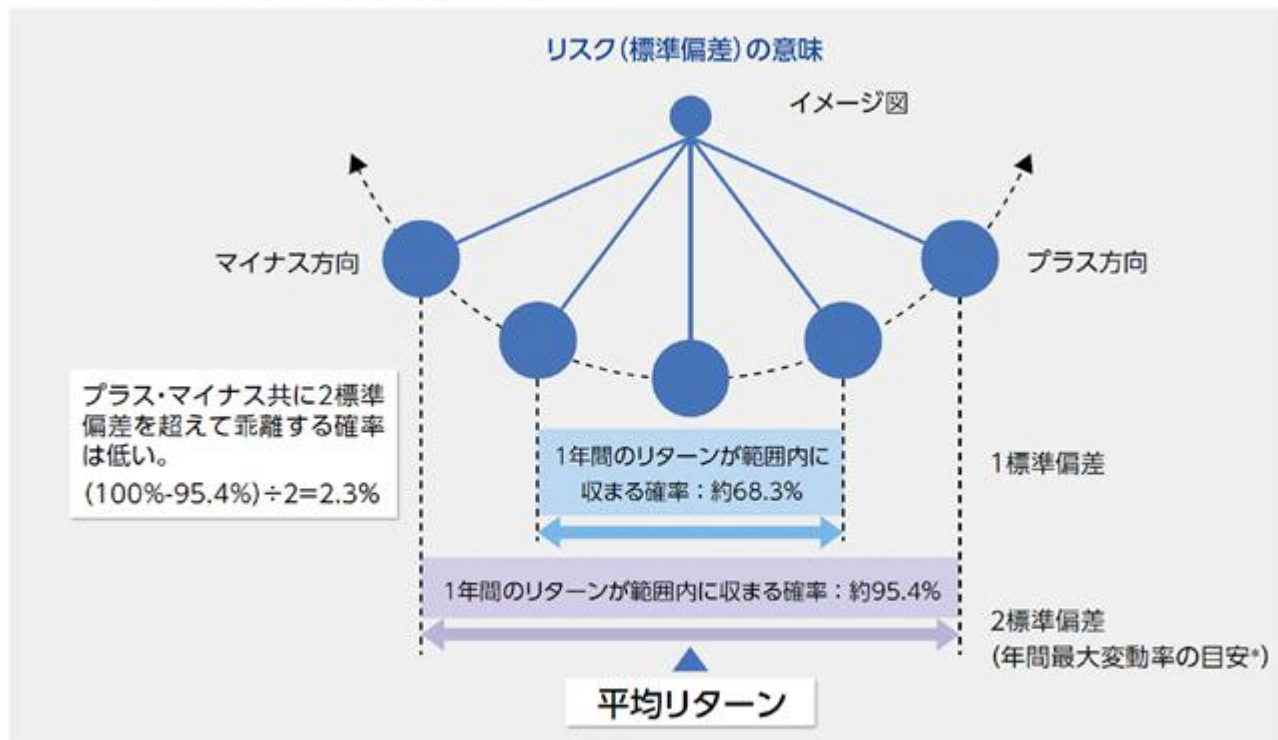 リスク(標準偏差)の意味
イメージ図
マイナス方向
プラス方向
プラス・マイナス共に2標準
偏差を超えて乖離する確率
は低い。
(100%-95.4%)÷2=2.3%
1年間のリターンが範囲内に
収まる確率：約68.3%
1標準偏差
1年間のリターンが範囲内に収まる確率：約95.4%
2標準偏差
(年間最大変動率の目安*)
平均リターン